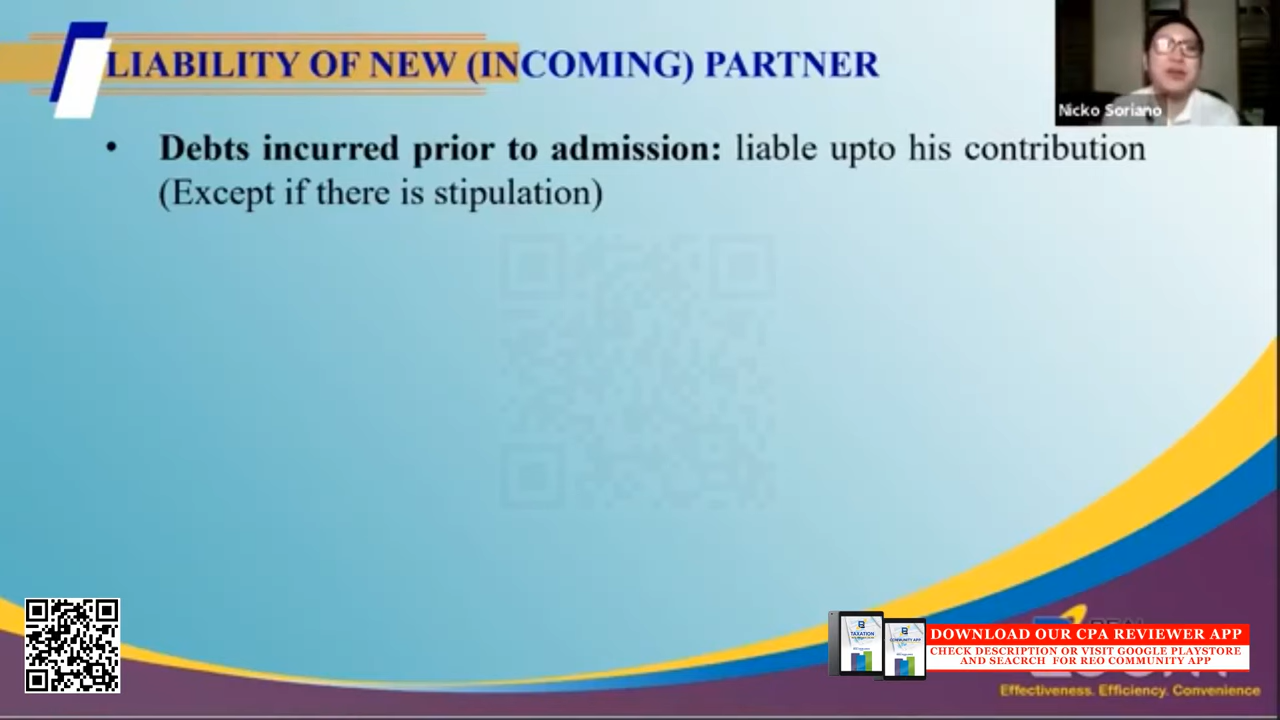 LIABILITY OF NEW (INCOMING) PARTNER
Nicko Soriano
• Debts incurred prior to admission: liable upto his contribution
(Except if there is stipulation)
TAXATION
DOWNLOAD OUR CPA REVIEWER APP
CHECK DESCRIPTION OR VISIT GOOGLE PLAYSTORE
AND SEACRCH FOR REO COMMUNITY APP
Effectiveness. Efficiency. Convenience